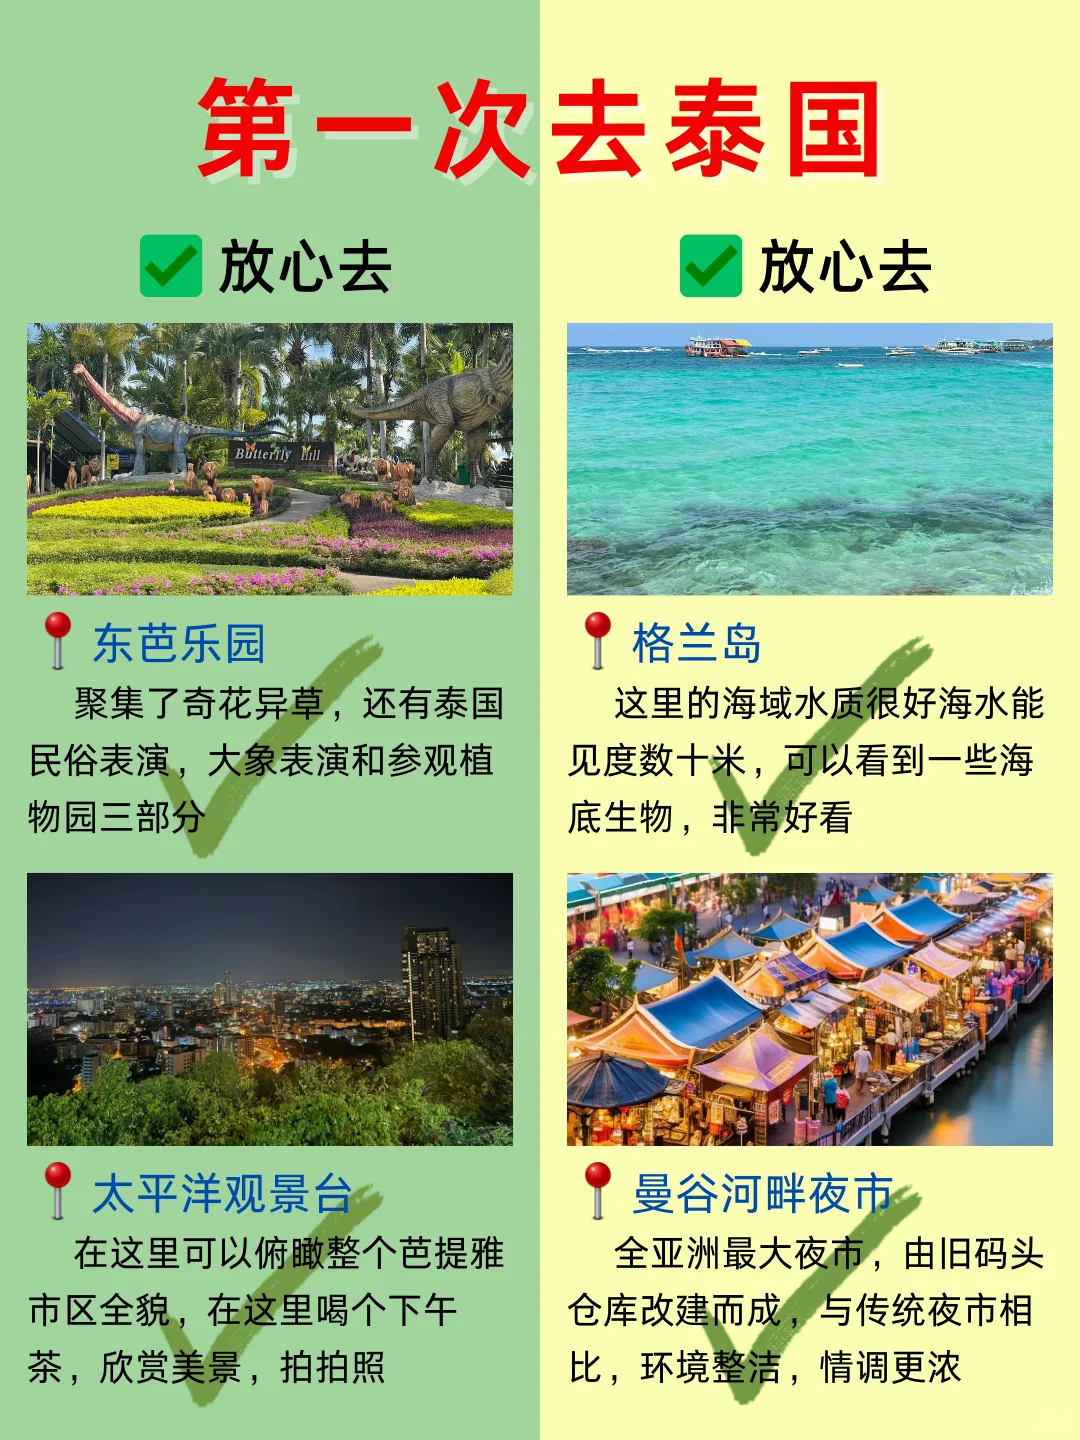 第一次去泰国
放心去
放心去
Butterfly hill
东芭乐园
聚集了奇花异草，还有泰国
民俗表演，大象表演和参观植
物园三部分
格兰岛
这里的海域水质很好海水能
见度数十米，可以看到一些海
底生物，非常好看
太平洋观景台
在这里可以俯瞰整个芭提雅
市区全貌，在这里喝个下午
茶，欣赏美景，拍拍照
曼谷河畔夜市
全亚洲最大夜市，由旧码头
仓库改建而成，与传统夜市相
比，环境整洁，情调更浓